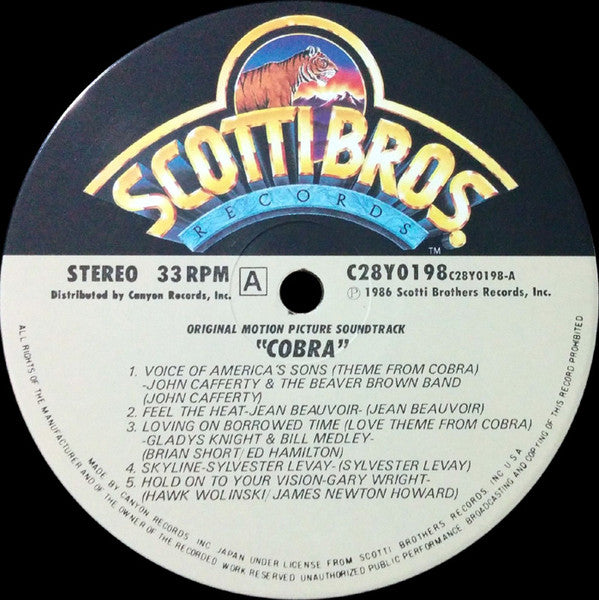 SCOTTI BROS.
RECORDS
TM
STEREO 33 RPM A C28Y0198 C28Y0198-A
Distributed by Canyon Records, Inc. Ⓟ 1986 Scotti Brothers Records, Inc.
ORIGINAL MOTION PICTURE SOUNDTRACK
"COBRA"
1. VOICE OF AMERICA'S SONS (THEME FROM COBRA)
-JOHN CAFFERTY & THE BEAVER BROWN BAND
(JOHN CAFFERTY)
2. FEEL THE HEAT-JEAN BEAUVOIR- (JEAN BEAUVOIR)
3. LOVING ON BORROWED TIME (LOVE THEME FROM COBRA)
-GLADYS KNIGHT & BILL MEDLEY-
(BRIAN SHORT/ ED HAMILTON)
4. SKYLINE-SYLVESTER LEVAY- (SYLVESTER LEVAY)
5. HOLD ON TO YOUR VISION-GARY WRIGHT-
(HAWK WOLINSKI/ JAMES NEWTON HOWARD)
MADE BY CANYON RECORDS INC JAPAN UNDER LICENSE FROM SCOTTI BROTHERS RECORDS, INC U.S.A
ALL RIGHTS OF THE MANUFACTURER AND OF THE OWNER OF THE RECORDED WORK RESERVED UNAUTHORIZED PUBLIC PERFORMANCE BROADCASTING AND COPYING OF THIS RECORD PROHIBITED